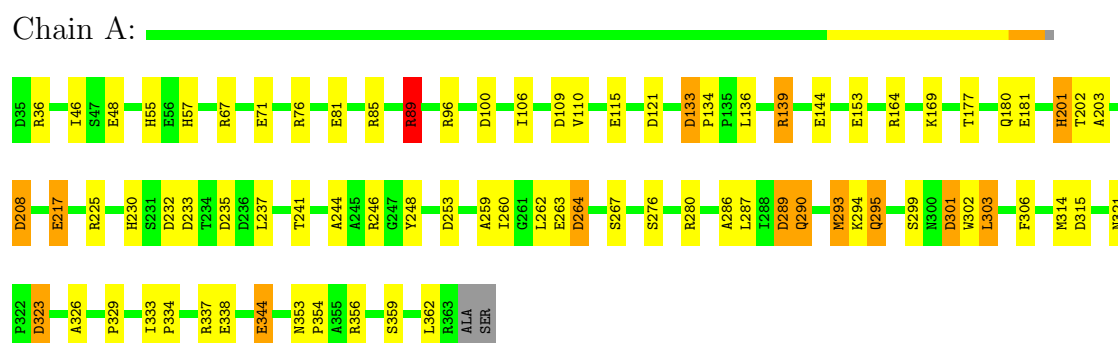 Chain A:
D35 R36 I46 S47 E48 H55 E56 H57 R67 E71 R76 E81 R85 R89 R96 D100 I106 D109 V110 E115 D121 D133 P134 P135 L136 R139 E144 E153 R164 K169 T177 Q180 E181 H201 T202 A203
D208 E217 R225 H230 S231 D232 D233 T234 D235 D236 L237 T241 A244 A245 R246 G247 Y248 D253 A259 I260 G261 L262 E263 D264 S267 S276 R280 A286 L287 I288 D289 Q290 M293 K294 Q295 S299 N300 D301 W302 L303 F306 M314 D315 N321
P322 D323 A326 P329 I333 P334 R337 E338 E344 N353 P354 A355 R356 S359 L362 R363 ALA SER